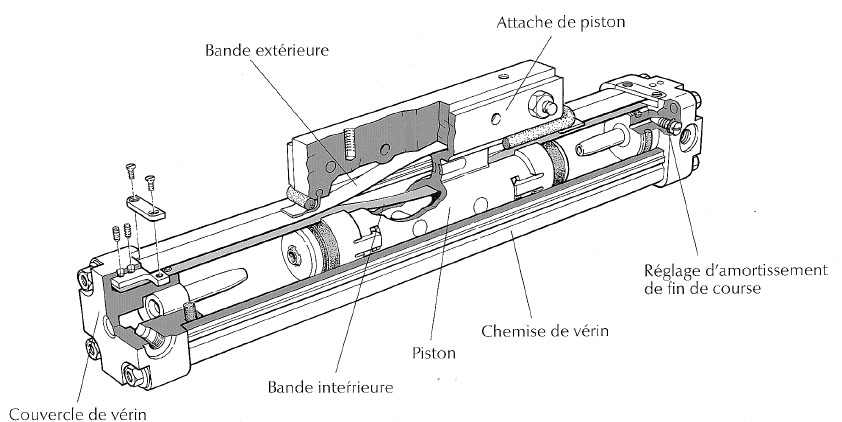 Attache de piston
Bande extérieure
Réglage d'amortissement
de fin de course
Chemise de vérin
Piston
Bande intefrieure
Couvercle de vérin